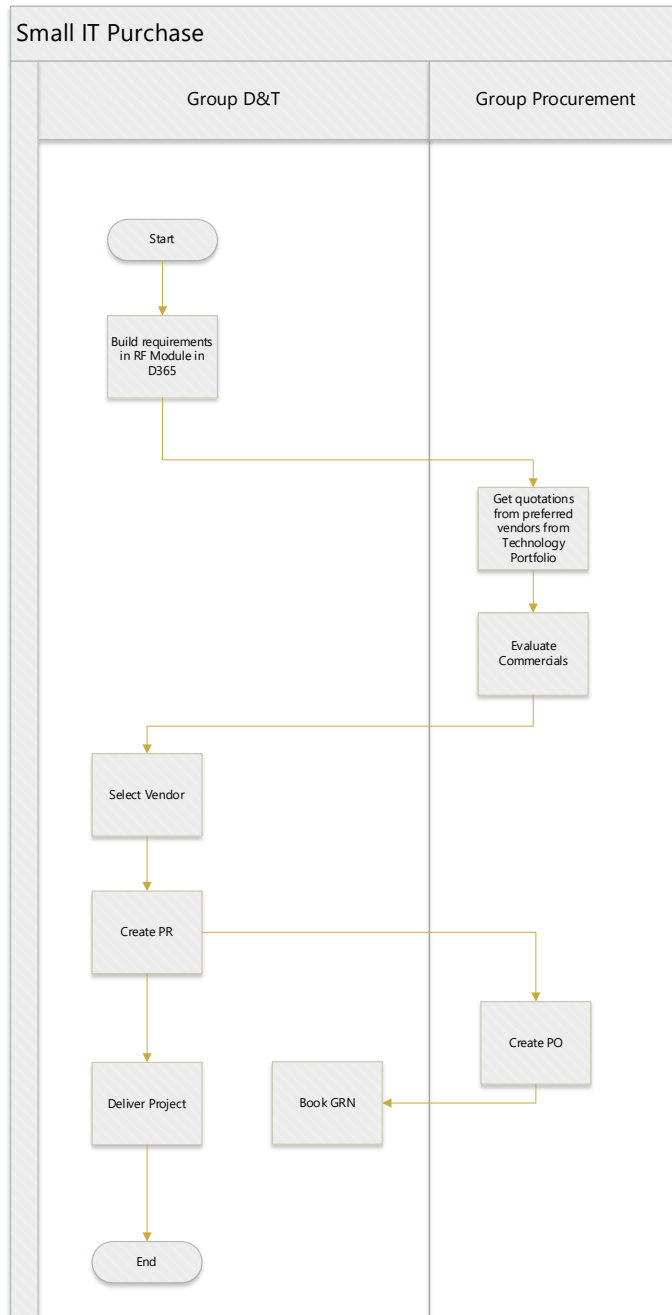 Small IT Purchase
Group D&T
Group Procurement
Start
Build requirements
in RF Module in
D365
Get quotations
from preferred
vendors from
Technology
Portfolio
Evaluate
Commercials
Select Vendor
Create PR
Create PO
Deliver Project
Book GRN
End